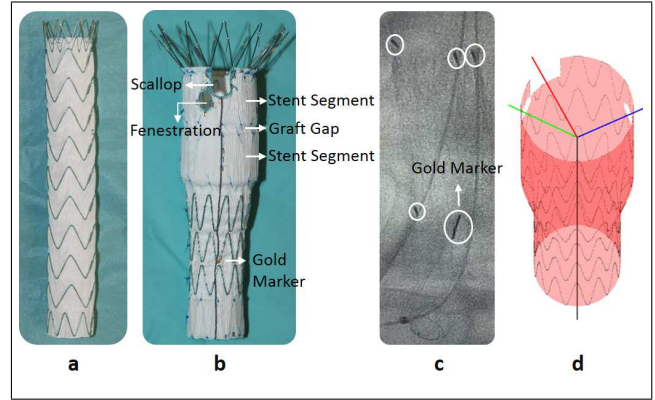 Scallop
Fenestration
Stent Segment
Graft Gap
Stent Segment
Gold
Marker
Gold Marker
a
b
c
d